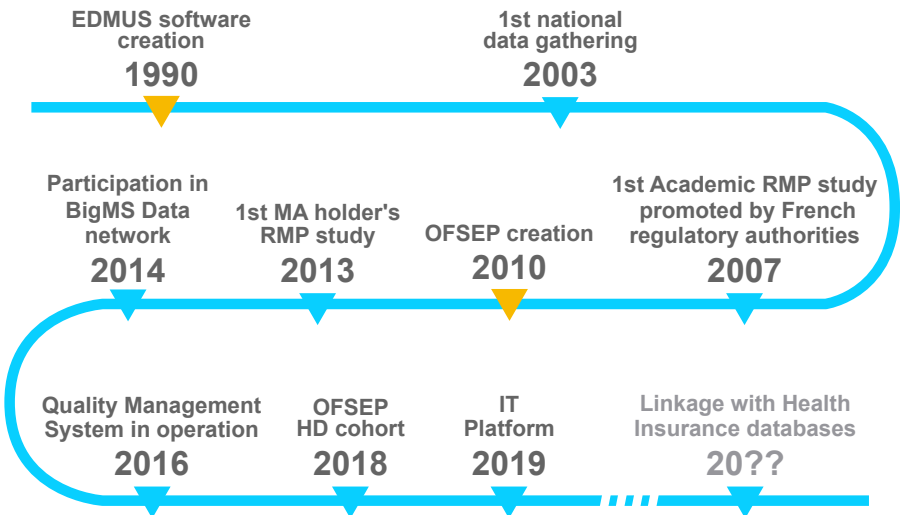 EDMUS software
creation
1990
1st national
data gathering
2003
1st Academic RMP study
promoted by French
regulatory authorities
2007
OFSEP creation
2010
1st MA holder's
RMP study
2013
Participation in
BigMS Data
network
2014
Quality Management
System in operation
2016
OFSEP
HD cohort
2018
IT
Platform
2019
Linkage with Health
Insurance databases
20??